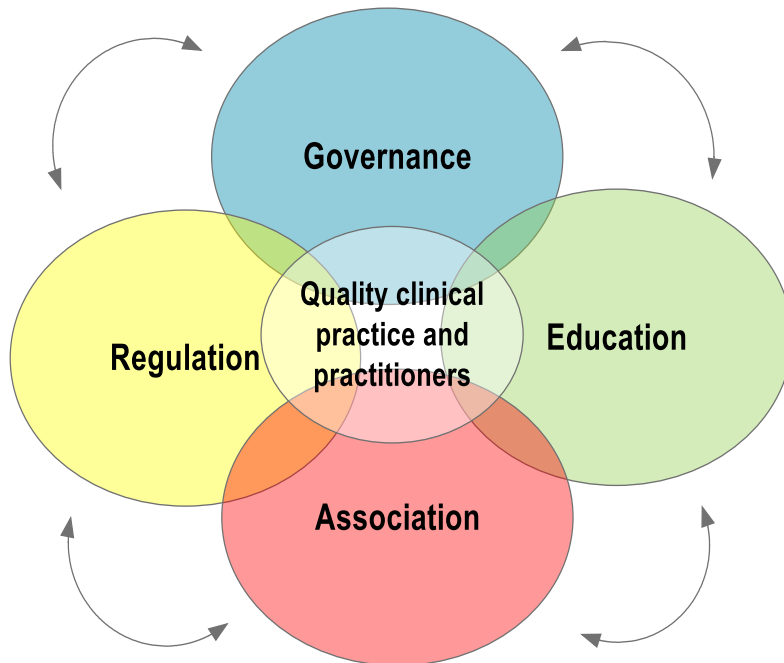 Governance
Quality clinical
practice and
practitioners
Regulation
Education
Association